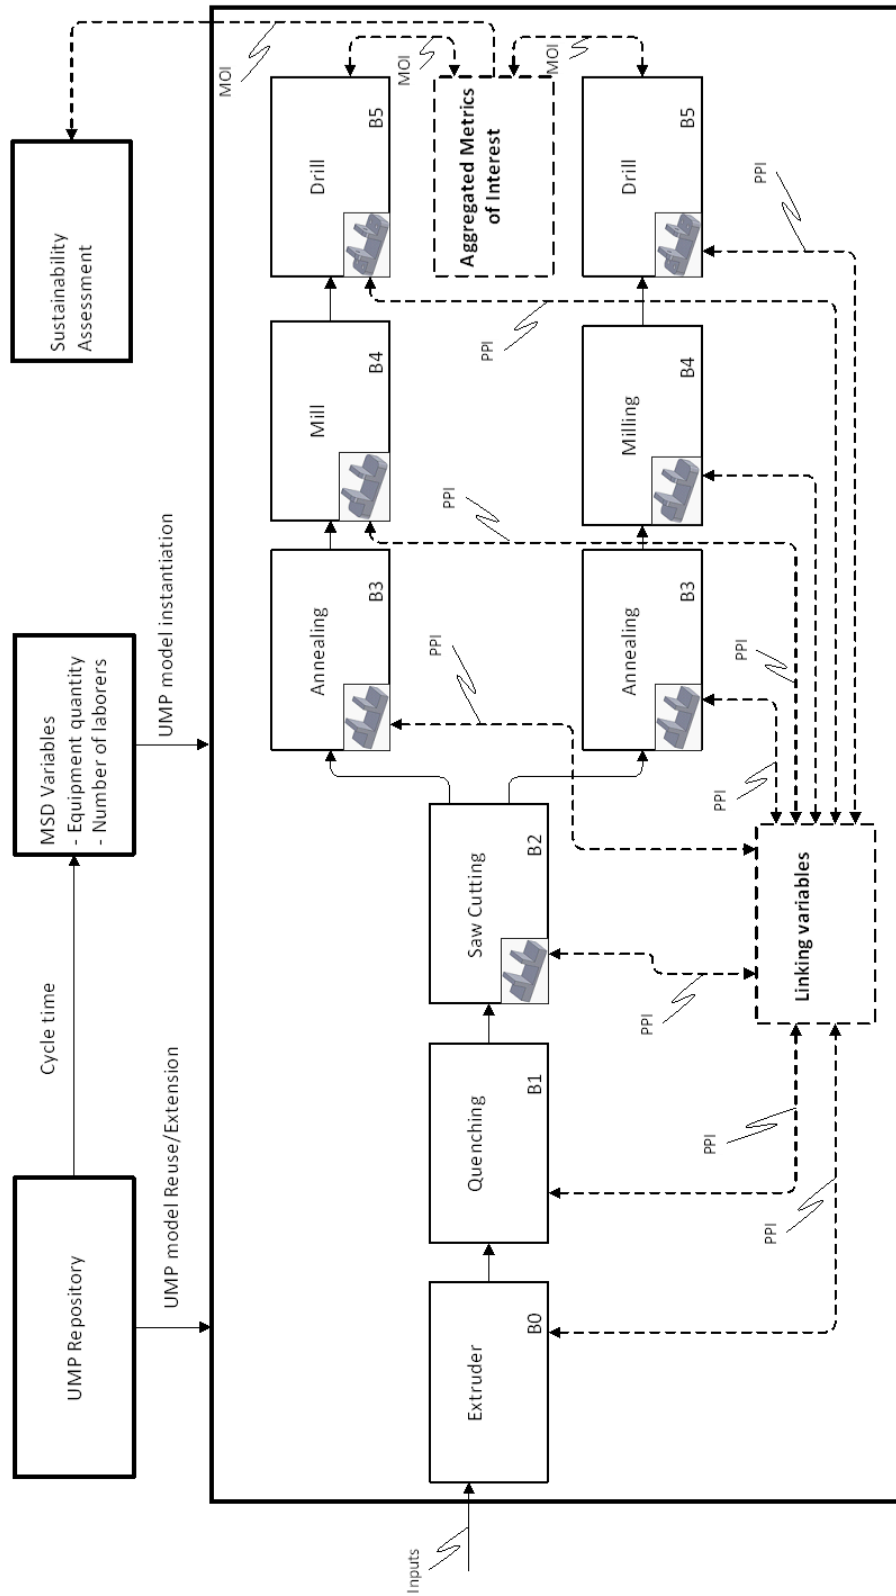 UMP Repository
Cycle time
MSD Variables
- Equipment quantity
- Number of laborers
Sustainability
Assessment
UMP model Reuse/Extension
UMP model instantiation
MOI
Annealing
B3
Mill
B4
Drill
B5
MOI
Inputs
Extruder
B0
Quenching
B1
Saw Cutting
B2
Aggregated Metrics
of Interest
MOI
PPI
PPI
PPI
Annealing
B3
Milling
B4
Drill
B5
PPI
PPI
PPI
PPI
PPI
PPI
Linking variables